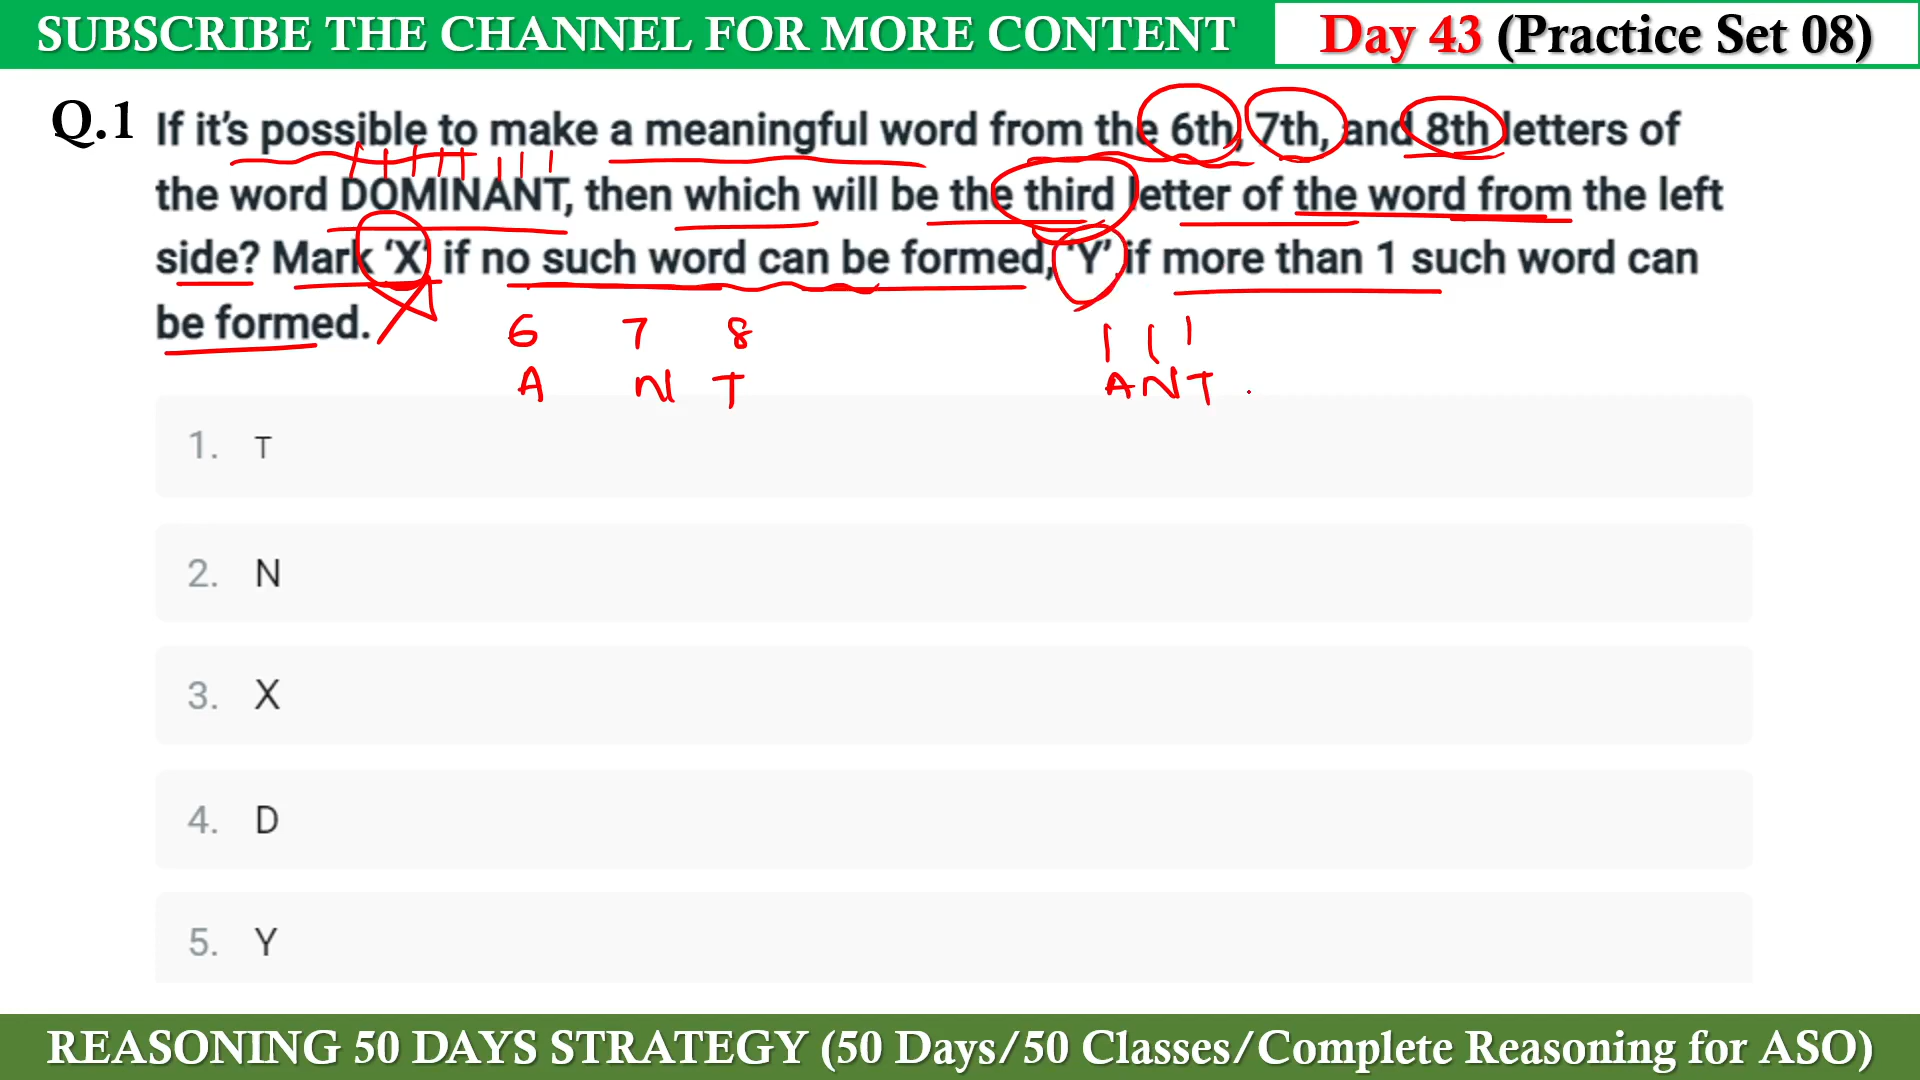 SUBSCRIBE THE CHANNEL FOR MORE CONTENT
Day 43 (Practice Set 08)
Q.1 If it's possible to make a meaningful word from the 6th, 7th, and 8th letters of
the word DOMINANT, then which will be the third letter of the word from the left
side? Mark ‘X’ if no such word can be formed, ‘Y’ if more than 1 such word can
be formed.
6 7 8
A N T
ANT
1. T
2. N
3. X
4. D
5. Y
REASONING 50 DAYS STRATEGY (50 Days/50 Classes/Complete Reasoning for ASO)